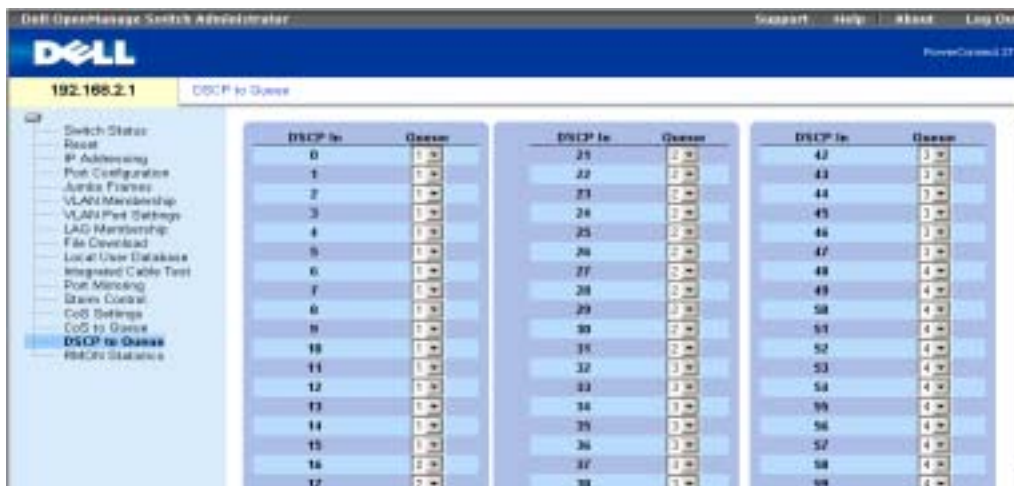 Dell OpenManage Switch Administrator
Support Help About Log Ou
DELL
PowerConnect 27
192.168.2.1
DSCP to Queue
Switch Status
Reset
IP Addressing
Port Configuration
Jumbo Frames
VLAN Membership
VLAN Port Settings
LAG Membership
File Download
Local User Database
Integrated Cable Test
Port Mirroring
Storm Control
CoS Settings
CoS to Queue
DSCP to Queue
RMON Statistics
DSCP In Queue DSCP In Queue DSCP In Queue
0 1 21 2 42 3
1 1 22 2 43 3
2 1 23 2 44 3
3 1 24 2 45 3
4 1 25 2 46 3
5 1 26 2 47 3
6 1 27 2 48 4
7 1 28 2 49 4
8 1 29 2 50 4
9 1 30 2 51 4
10 1 31 2 52 4
11 1 32 3 53 4
12 1 33 3 54 4
13 1 34 3 55 4
14 1 35 3 56 4
15 1 36 3 57 4
16 2 37 3 58 4
17 2 38 3 59 4